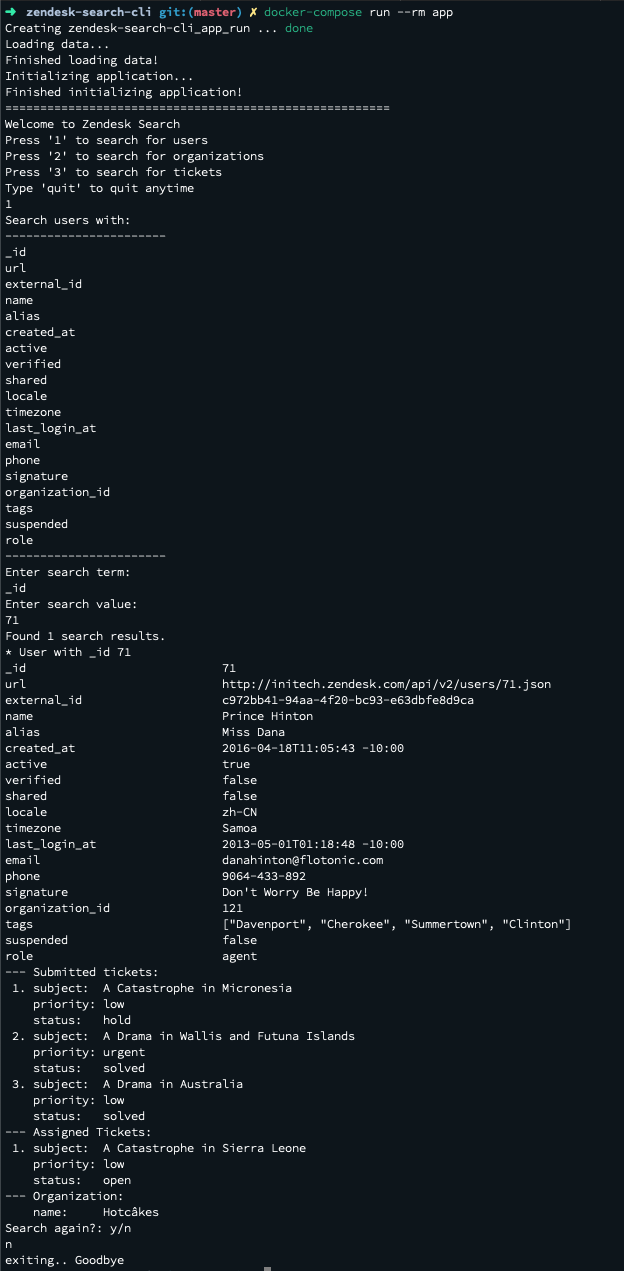 ➜ zendesk-search-cli git:(master) ✗ docker-compose run --rm app
Creating zendesk-search-cli_app_run ... done
Loading data...
Finished loading data!
Initializing application...
Finished initializing application!
=======================================================
Welcome to Zendesk Search
Press '1' to search for users
Press '2' to search for organizations
Press '3' to search for tickets
Type 'quit' to quit anytime
1
Search users with:
-----------------------
_id
url
external_id
name
alias
created_at
active
verified
shared
locale
timezone
last_login_at
email
phone
signature
organization_id
tags
suspended
role
-----------------------
Enter search term:
_id
Enter search value:
71
Found 1 search results.
* User with _id 71
_id 71
url http://initech.zendesk.com/api/v2/users/71.json
external_id c972bb41-94aa-4f20-bc93-e63dbfe8d9ca
name Prince Hinton
alias Miss Dana
created_at 2016-04-18T11:05:43 -10:00
active true
verified false
shared false
locale zh-CN
timezone Samoa
last_login_at 2013-05-01T01:18:48 -10:00
email danahinton@flotonic.com
phone 9064-433-892
signature Don't Worry Be Happy!
organization_id 121
tags ["Davenport", "Cherokee", "Summertown", "Clinton"]
suspended false
role agent
--- Submitted tickets:
1. subject: A Catastrophe in Micronesia
priority: low
status: hold
2. subject: A Drama in Wallis and Futuna Islands
priority: urgent
status: solved
3. subject: A Drama in Australia
priority: low
status: solved
--- Assigned Tickets:
1. subject: A Catastrophe in Sierra Leone
priority: low
status: open
--- Organization:
name: Hotcâkes
Search again?: y/n
n
exiting.. Goodbye